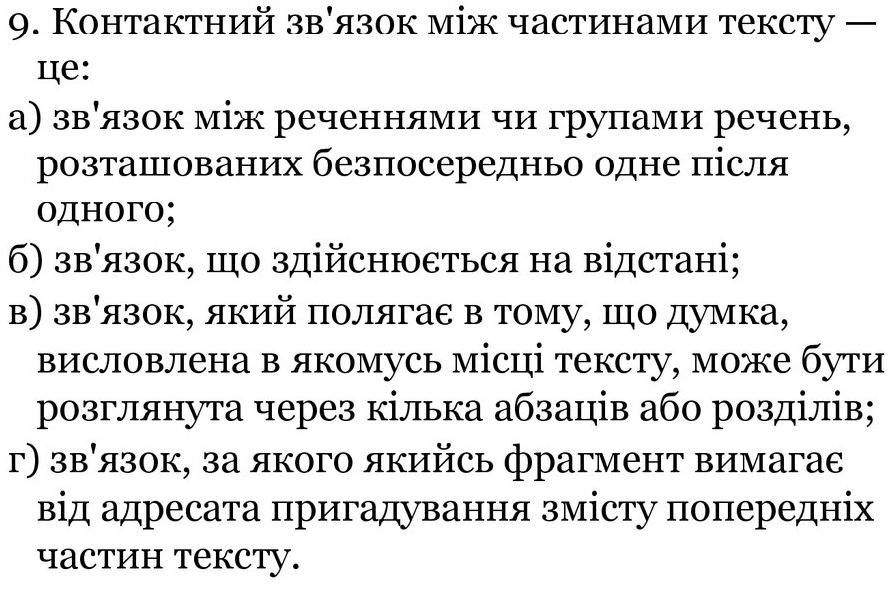 9. Контактний зв'язок між частинами тексту —
це:
а) зв'язок між реченнями чи групами речень,
розташованих безпосередньо одне після
одного;
б) зв'язок, що здійснюється на відстані;
в) зв'язок, який полягає в тому, що думка,
висловлена в якомусь місці тексту, може бути
розглянута через кілька абзаців або розділів;
г) зв'язок, за якого якийсь фрагмент вимагає
від адресата пригадування змісту попередніх
частин тексту.